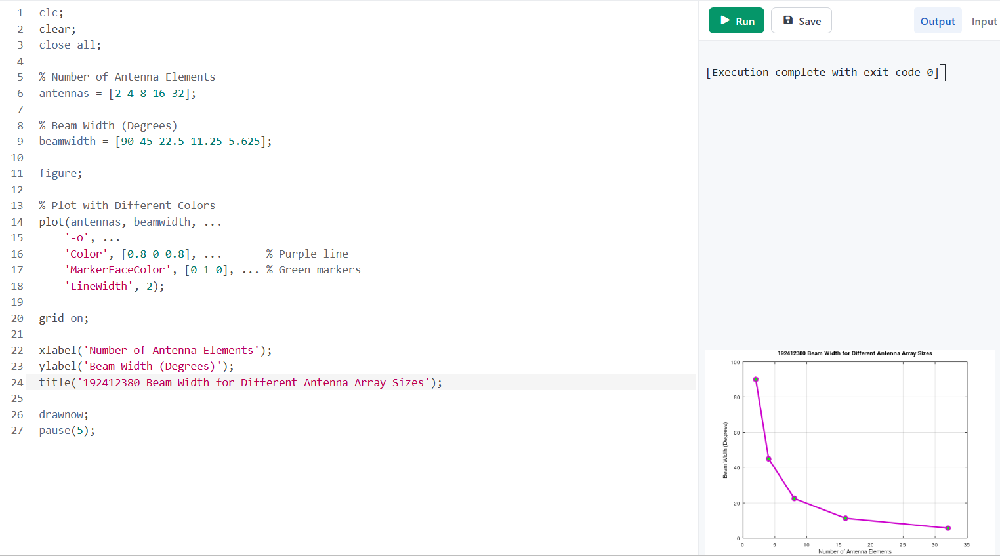 1 clc;
2 clear;
3 close all;
4
5 % Number of Antenna Elements
6 antennas = [2 4 8 16 32];
7
8 % Beam Width (Degrees)
9 beamwidth = [90 45 22.5 11.25 5.625];
10
11 figure;
12
13 % Plot with Different Colors
14 plot(antennas, beamwidth, ...
15     '-o', ...
16     'Color', [0.8 0 0.8], ...       % Purple line
17     'MarkerFaceColor', [0 1 0], ... % Green markers
18     'LineWidth', 2);
19
20 grid on;
21
22 xlabel('Number of Antenna Elements');
23 ylabel('Beam Width (Degrees)');
24 title('192412380 Beam Width for Different Antenna Array Sizes');
25
26 drawnow;
27 pause(5);
Run Save Output Input
[Execution complete with exit code 0]
192412380 Beam Width for Different Antenna Array Sizes
100
80
60
40
20
0
Beam Width (Degrees)
0 5 10 15 20 25 30 35
Number of Antenna Elements